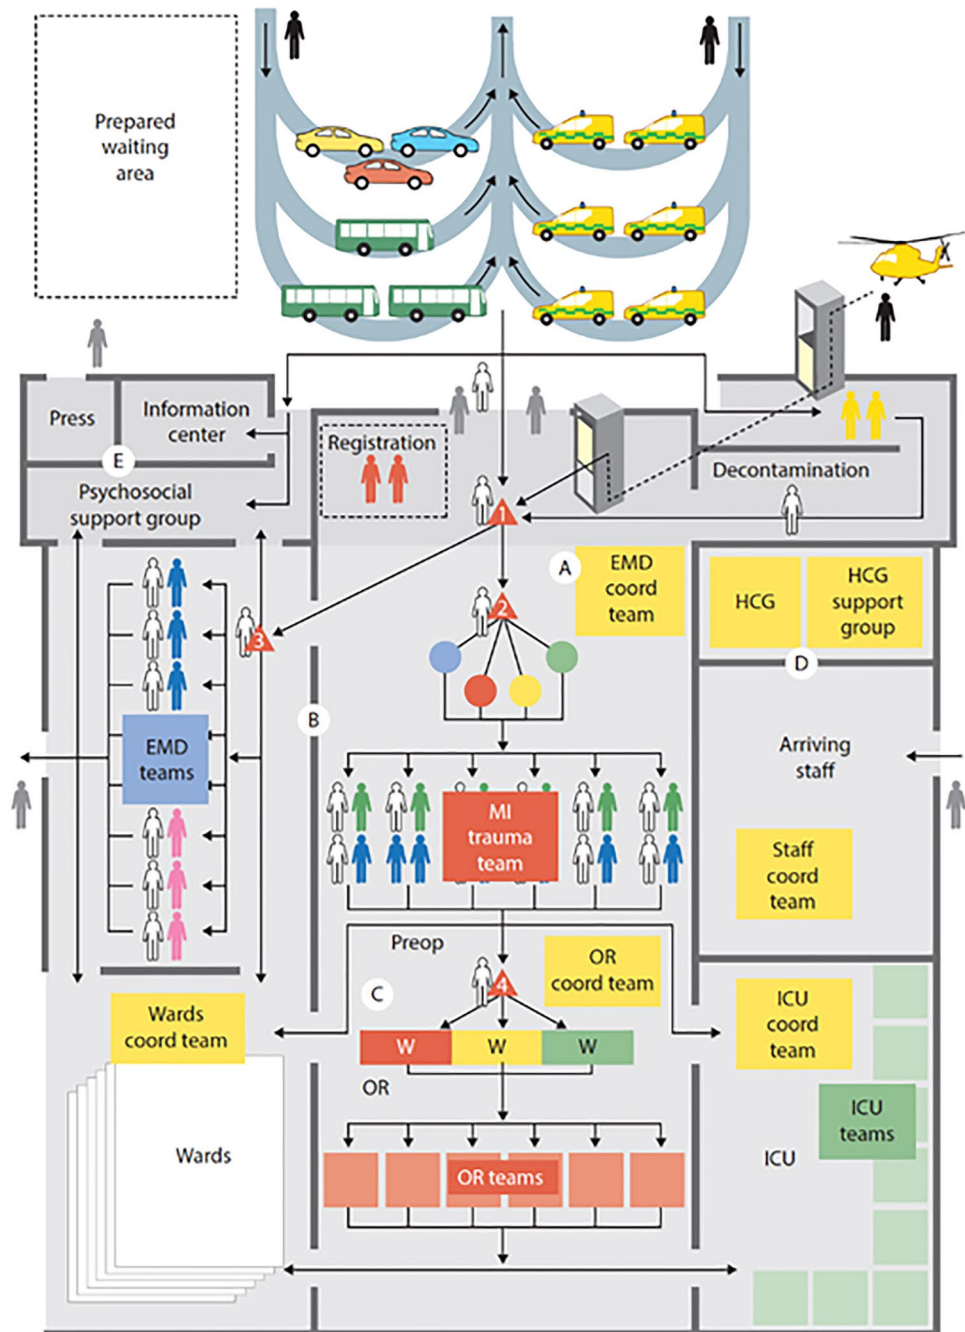 Prepared
waiting
area
Press
Information
center
E
Psychosocial
support group
Registration
Decontamination
1
A
EMD
coord
team
HCG
HCG
support
group
2
3
D
B
EMD
teams
Arriving
staff
MI
trauma
team
Staff
coord
team
Preop
OR
coord team
C
4
Wards
coord team
ICU
coord
team
W
W
W
OR
ICU
teams
Wards
ICU
OR teams